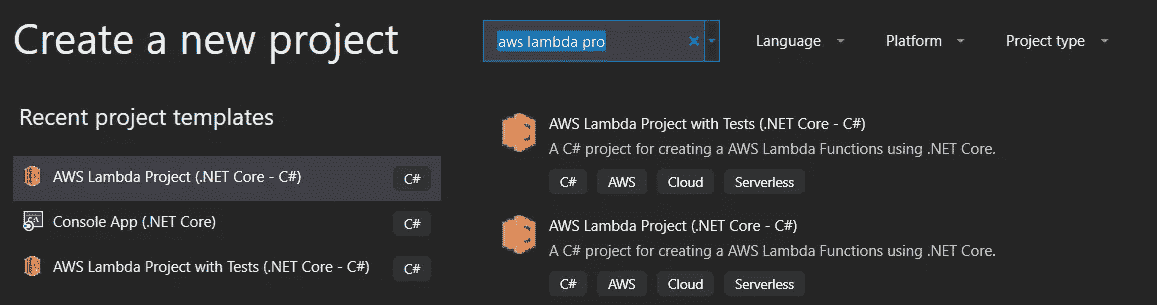 Create a new project
aws lambda pro
Language
Platform
Project type
Recent project templates
AWS Lambda Project (.NET Core - C#)
C#
Console App (.NET Core)
C#
AWS Lambda Project with Tests (.NET Core - C#)
C#
AWS Lambda Project with Tests (.NET Core - C#)
A C# project for creating a AWS Lambda Functions using .NET Core.
C# AWS Cloud Serverless
AWS Lambda Project (.NET Core - C#)
A C# project for creating a AWS Lambda Functions using .NET Core.
C# AWS Cloud Serverless